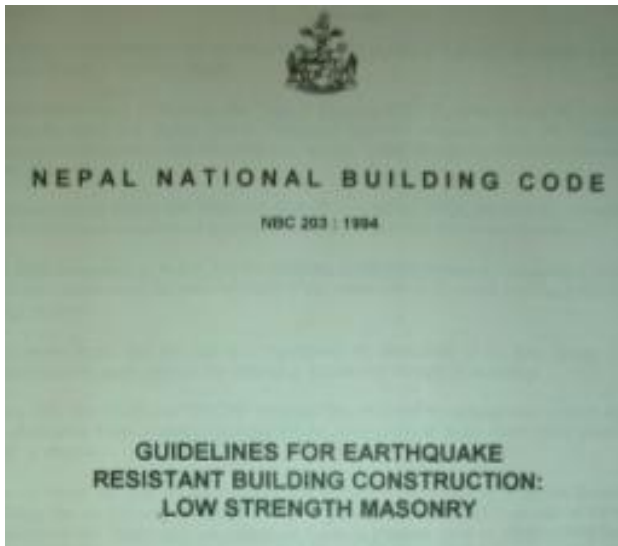 NEPAL NATIONAL BUILDING CODE
NBC 203 : 1994
GUIDELINES FOR EARTHQUAKE
RESISTANT BUILDING CONSTRUCTION:
.LOW STRENGTH MASONRY